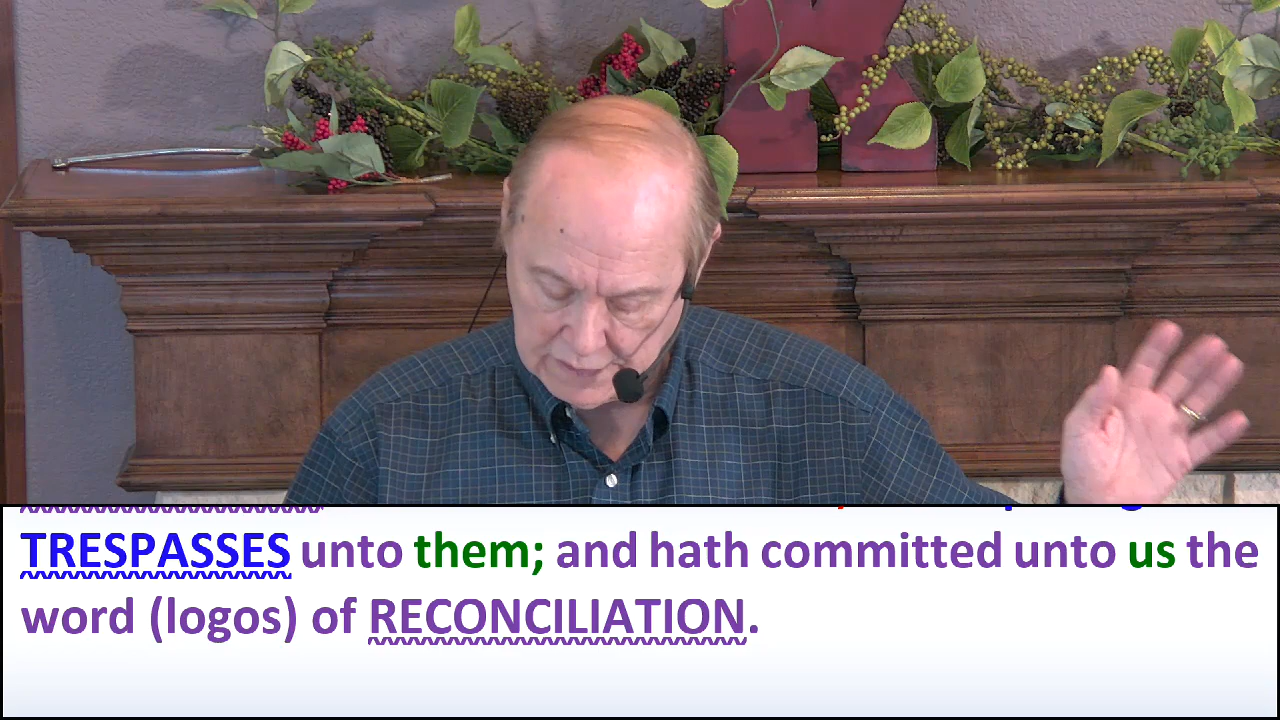 K
TRESPASSES unto them; and hath committed unto us the
word (logos) of RECONCILIATION.